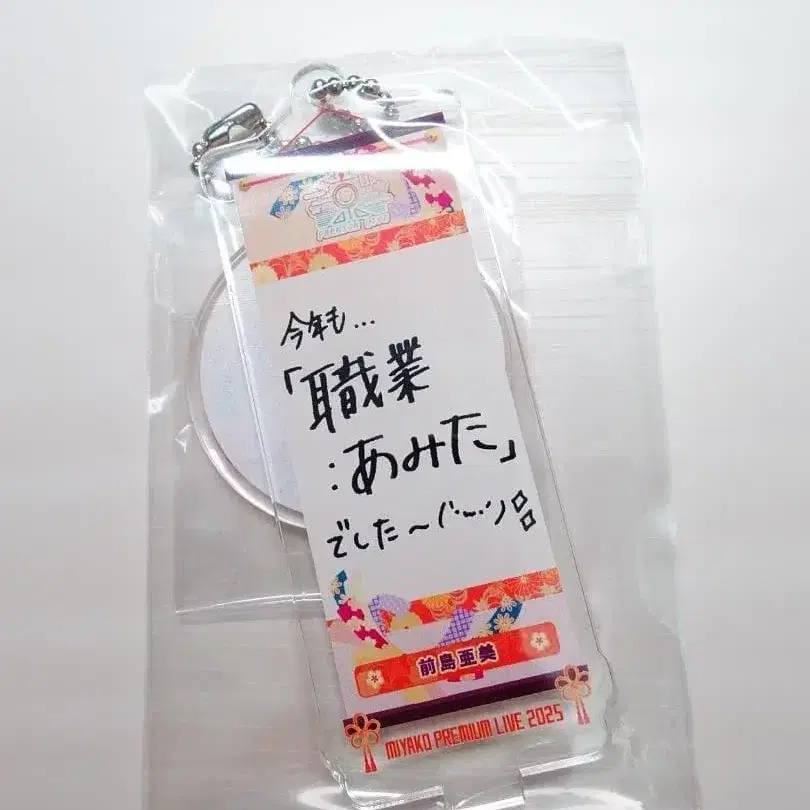 今年も...
「職業
:あみた」
でした〜(´・ᴗ・`)
前島亜美
MIYAKO PREMIUM LIVE 2025